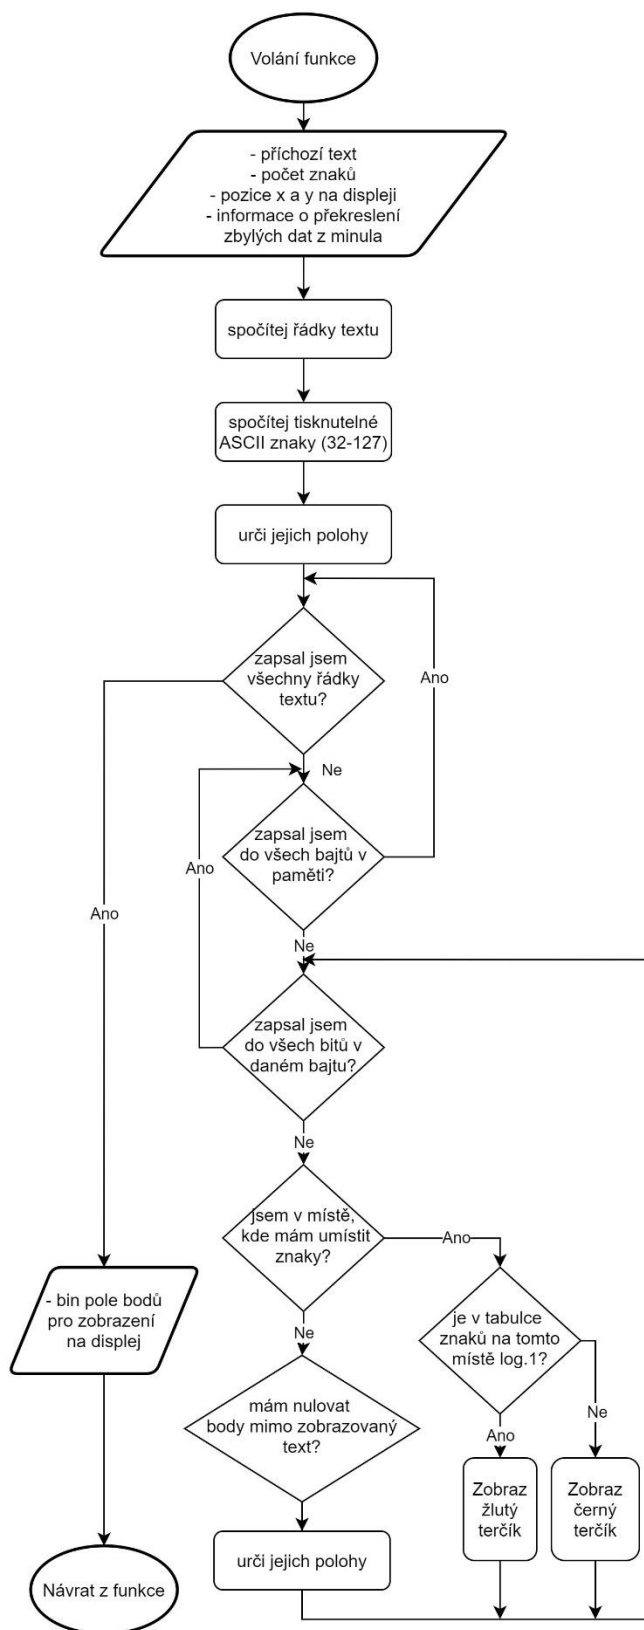 Volání funkce
- příchozí text
- počet znaků
- pozice x a y na displeji
- informace o překreslení
zbylých dat z minula
spočítej řádky textu
spočítej tisknutelné
ASCII znaky (32-127)
urči jejich polohy
zapsal jsem
všechny řádky
textu?
Ano
Ne
zapsal jsem
do všech bajtů v
paměti?
Ano
Ano
Ne
zapsal jsem
do všech bitů v
daném bajtu?
Ne
jsem v místě,
kde mám umístit
znaky?
Ano
- bin pole bodů
pro zobrazení
na displej
je v tabulce
znaků na tomto
místě log.1?
Ne
mám nulovat
body mimo zobrazovaný
text?
Ne
Ano
Zobraz
žlutý
terčík
Zobraz
černý
terčík
urči jejich polohy
Návrat z funkce